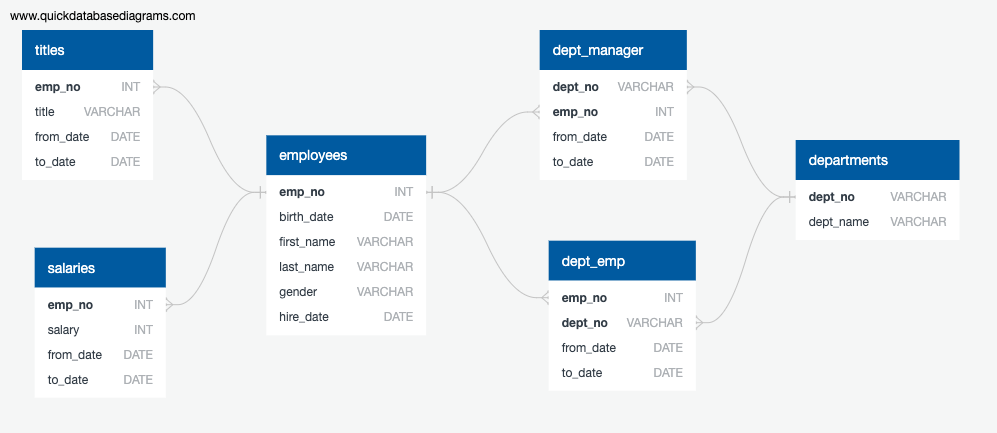 www.quickdatabasediagrams.com
titles
emp_no INT
title VARCHAR
from_date DATE
to_date DATE
salaries
emp_no INT
salary INT
from_date DATE
to_date DATE
employees
emp_no INT
birth_date DATE
first_name VARCHAR
last_name VARCHAR
gender VARCHAR
hire_date DATE
dept_manager
dept_no VARCHAR
emp_no INT
from_date DATE
to_date DATE
dept_emp
emp_no INT
dept_no VARCHAR
from_date DATE
to_date DATE
departments
dept_no VARCHAR
dept_name VARCHAR